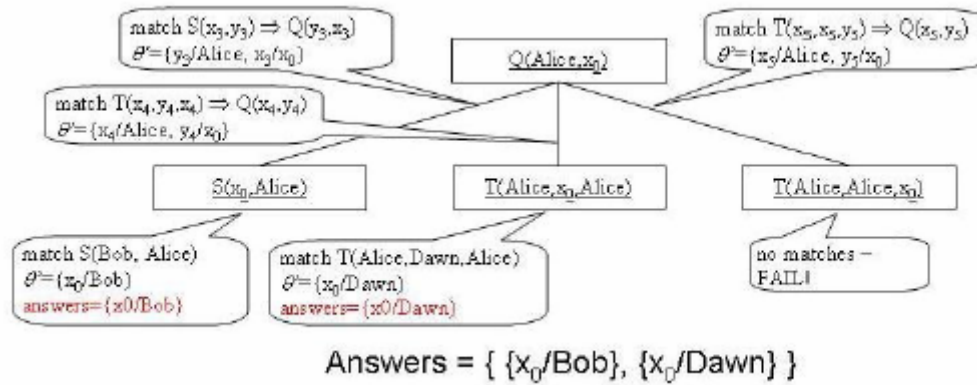 match S(x3,y3) ⇒ Q(y3,x3)
θ'={y3/Alice, x3/x0}
Q(Alice,x0)
match T(x5,x5,y5) ⇒ Q(x5,y5)
θ'={x5/Alice, y5/x0}
match T(x4,y4,x4) ⇒ Q(x4,y4)
θ'={x4/Alice, y4/x0}
S(x0,Alice)
T(Alice,x0,Alice)
T(Alice,Alice,x0)
match S(Bob, Alice)
θ'={x0/Bob)
answers={x0/Bob}
match T(Alice,Dawn,Alice)
θ'={x0/Dawn)
answers={x0/Dawn)
no matches –
FAIL!
Answers = { {x0/Bob}, {x0/Dawn} }